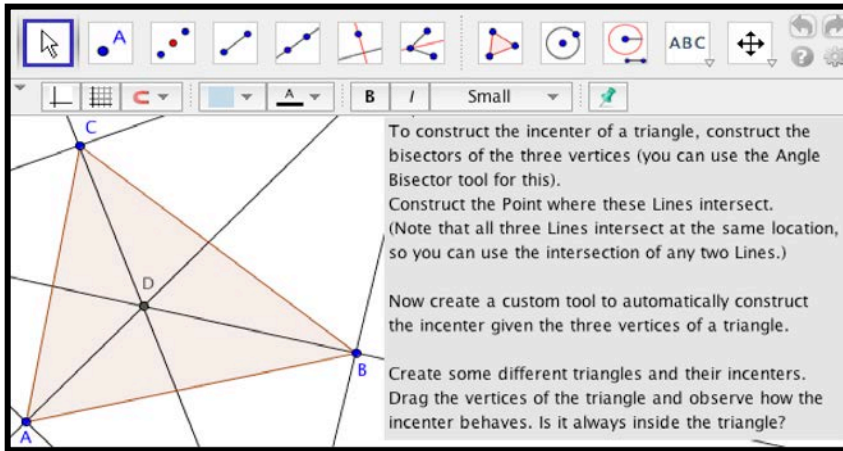 A
ABC
A
B
I
Small
C
To construct the incenter of a triangle, construct the
bisectors of the three vertices (you can use the Angle
Bisector tool for this).
Construct the Point where these Lines intersect.
(Note that all three Lines intersect at the same location,
so you can use the intersection of any two Lines.)
D
Now create a custom tool to automatically construct
the incenter given the three vertices of a triangle.
B
Create some different triangles and their incenters.
Drag the vertices of the triangle and observe how the
incenter behaves. Is it always inside the triangle?
A